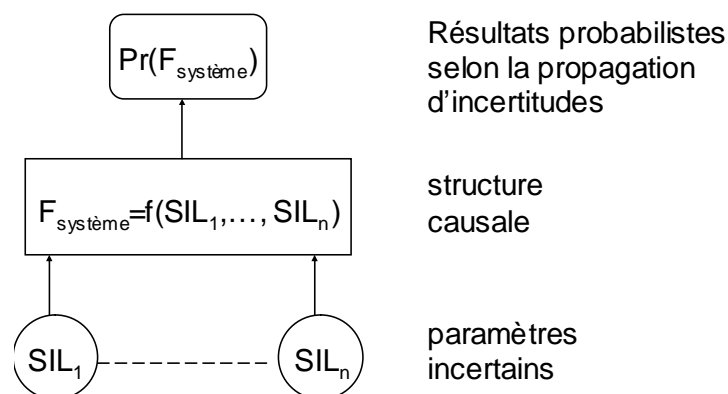 Pr(F_système)
Résultats probabilistes
selon la propagation
d'incertitudes
F_système=f(SIL_1,..., SIL_n)
structure
causale
SIL_1
SIL_n
paramètres
incertains